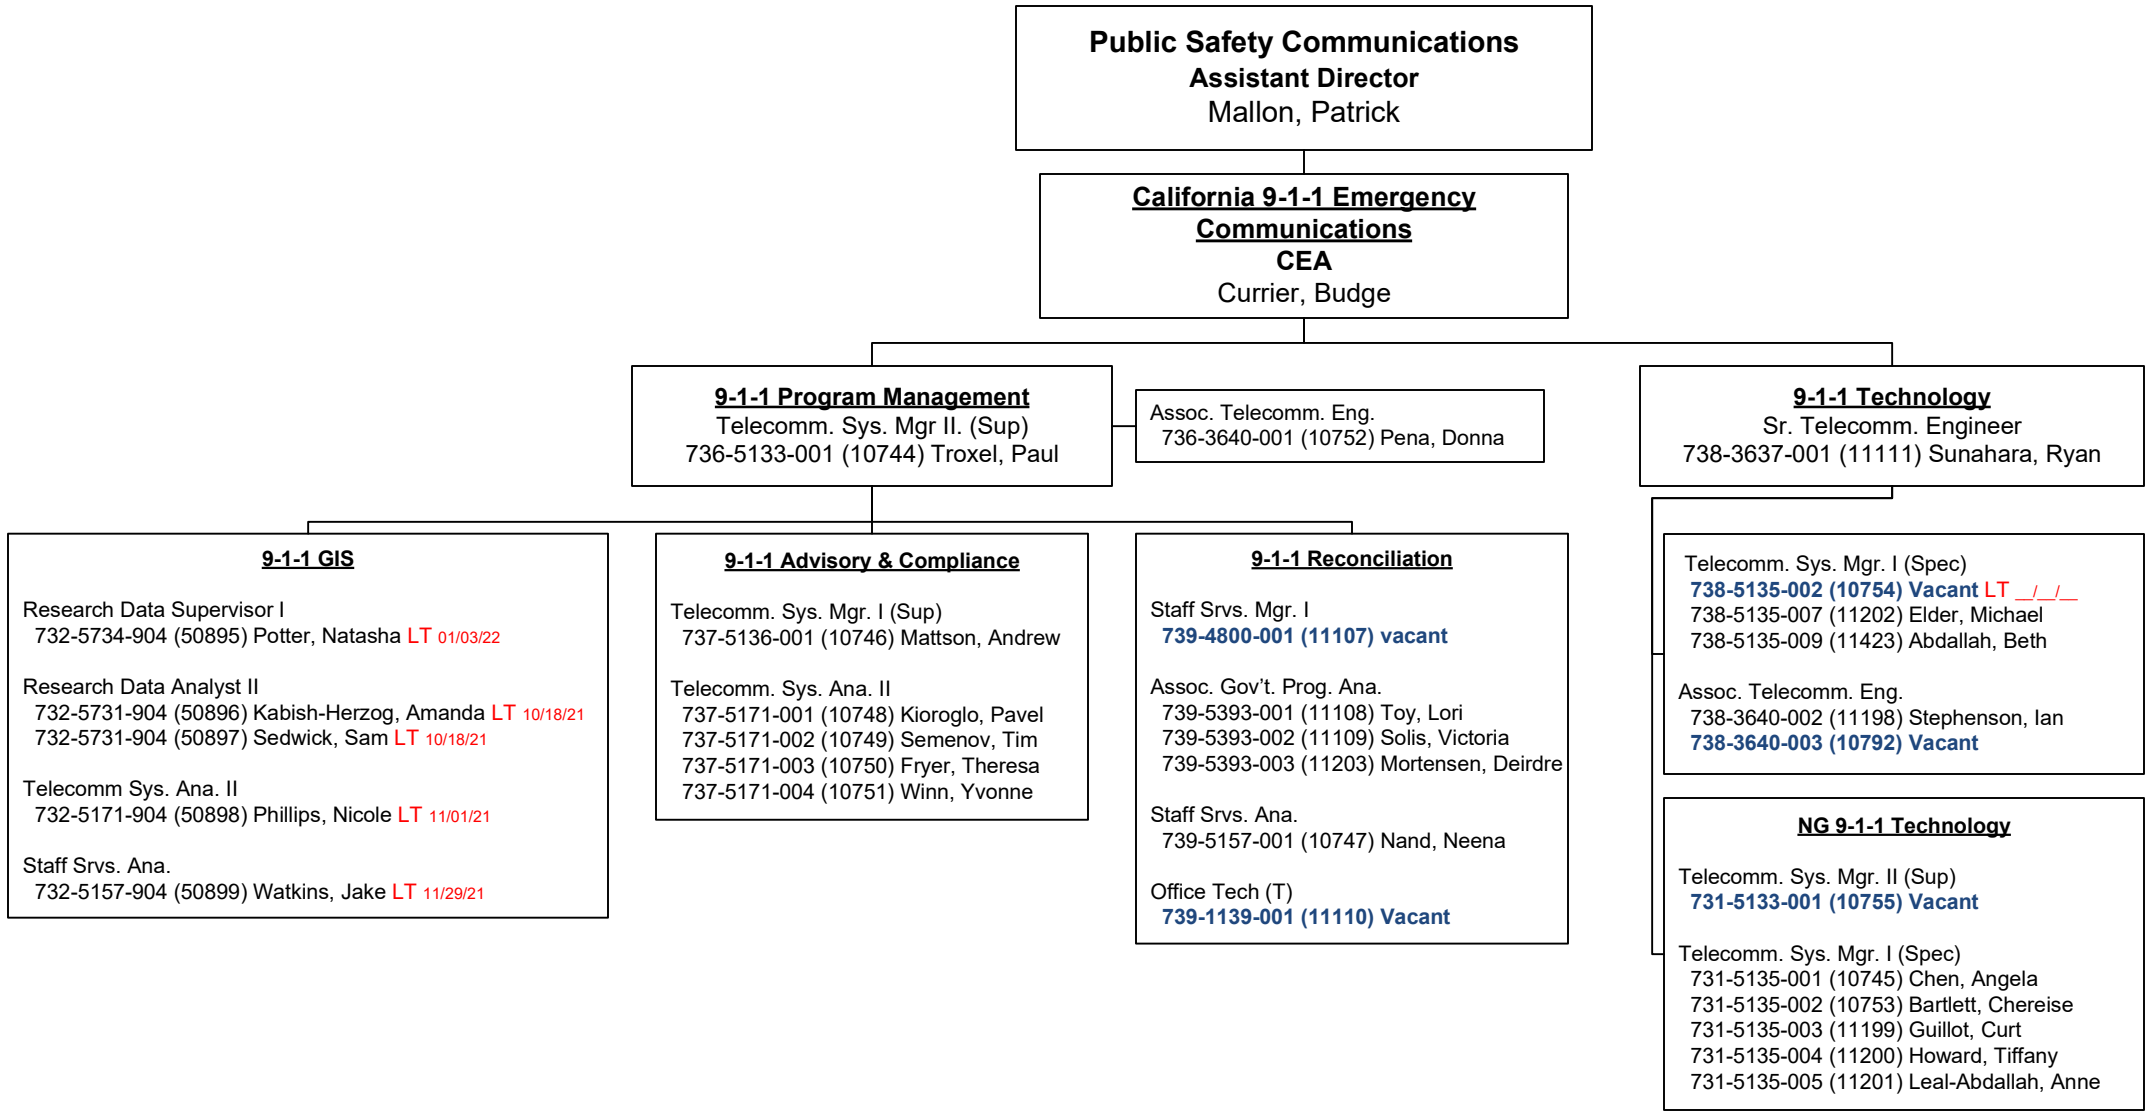 Public Safety Communications
Assistant Director
Mallon, Patrick
California 9-1-1 Emergency
Communications
CEA
Currier, Budge
9-1-1 Program Management
Telecomm. Sys. Mgr II. (Sup)
736-5133-001 (10744) Troxel, Paul
Assoc. Telecomm. Eng.
736-3640-001 (10752) Pena, Donna
9-1-1 Technology
Sr. Telecomm. Engineer
738-3637-001 (11111) Sunahara, Ryan
9-1-1 GIS
Research Data Supervisor I
732-5734-904 (50895) Potter, Natasha LT 01/03/22
Research Data Analyst II
732-5731-904 (50896) Kabish-Herzog, Amanda LT 10/18/21
732-5731-904 (50897) Sedwick, Sam LT 10/18/21
Telecomm Sys. Ana. II
732-5171-904 (50898) Phillips, Nicole LT 11/01/21
Staff Srvs. Ana.
732-5157-904 (50899) Watkins, Jake LT 11/29/21
9-1-1 Advisory & Compliance
Telecomm. Sys. Mgr. I (Sup)
737-5136-001 (10746) Mattson, Andrew
Telecomm. Sys. Ana. II
737-5171-001 (10748) Kioroglo, Pavel
737-5171-002 (10749) Semenov, Tim
737-5171-003 (10750) Fryer, Theresa
737-5171-004 (10751) Winn, Yvonne
9-1-1 Reconciliation
Staff Srvs. Mgr. I
739-4800-001 (11107) vacant
Assoc. Gov’t. Prog. Ana.
739-5393-001 (11108) Toy, Lori
739-5393-002 (11109) Solis, Victoria
739-5393-003 (11203) Mortensen, Deirdre
Staff Srvs. Ana.
739-5157-001 (10747) Nand, Neena
Office Tech (T)
739-1139-001 (11110) Vacant
Telecomm. Sys. Mgr. I (Spec)
738-5135-002 (10754) Vacant LT __/__/__
738-5135-007 (11202) Elder, Michael
738-5135-009 (11423) Abdallah, Beth
Assoc. Telecomm. Eng.
738-3640-002 (11198) Stephenson, Ian
738-3640-003 (10792) Vacant
NG 9-1-1 Technology
Telecomm. Sys. Mgr. II (Sup)
731-5133-001 (10755) Vacant
Telecomm. Sys. Mgr. I (Spec)
731-5135-001 (10745) Chen, Angela
731-5135-002 (10753) Bartlett, Chereise
731-5135-003 (11199) Guillot, Curt
731-5135-004 (11200) Howard, Tiffany
731-5135-005 (11201) Leal-Abdallah, Anne